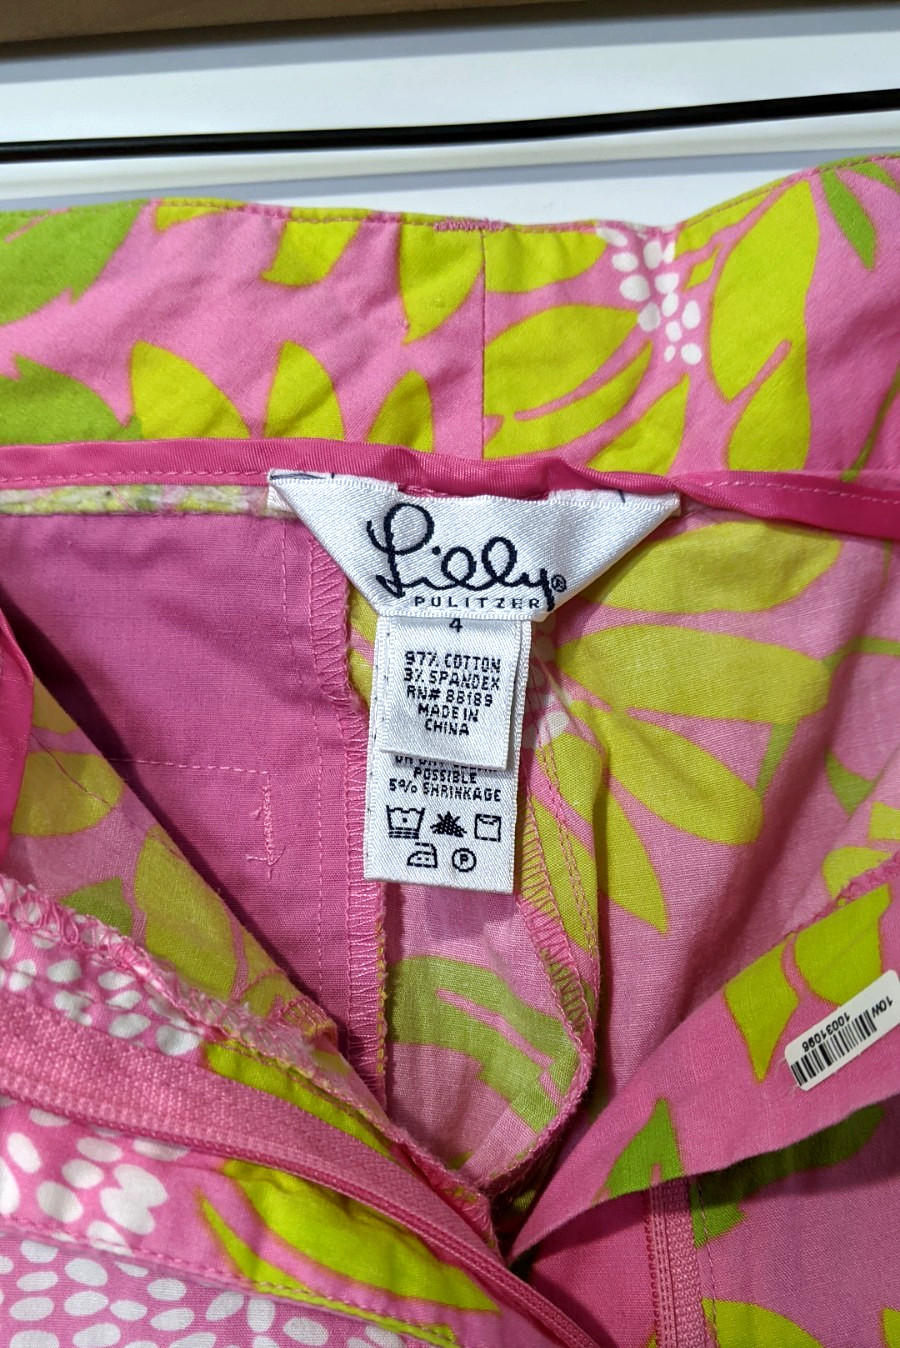 Lilly®
PULITZER
4
97% COTTON
3% SPANDEX
RN# 88189
MADE IN
CHINA
POSSIBLE
5% SHRINKAGE
P
10W
10031096